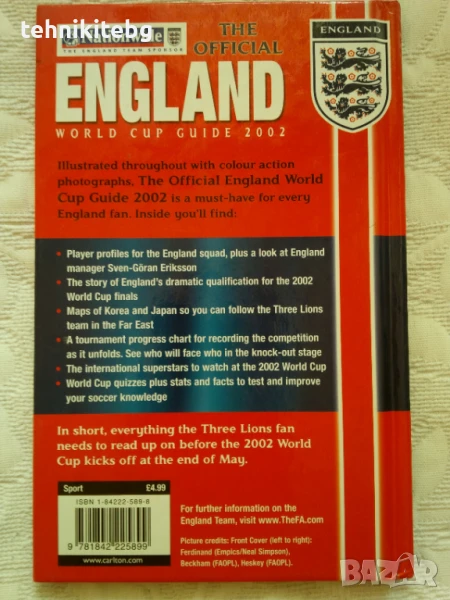 tehnikitebg
Nationwide
THE ENGLAND TEAM SPONSOR
THE
OFFICIAL
ENGLAND
WORLD CUP GUIDE 2002
ENGLAND
Illustrated throughout with colour action
photographs, The Official England World
Cup Guide 2002 is a must-have for every
England fan. Inside you'll find:
• Player profiles for the England squad, plus a look at England
manager Sven-Göran Eriksson
• The story of England's dramatic qualification for the 2002
World Cup finals
• Maps of Korea and Japan so you can follow the Three Lions
team in the Far East
• A tournament progress chart for recording the competition
as it unfolds. See who will face who in the knock-out stage
• The international superstars to watch at the 2002 World Cup
• World Cup quizzes plus stats and facts to test and improve
your soccer knowledge
In short, everything the Three Lions fan
needs to read up on before the 2002 World
Cup kicks off at the end of May.
Sport £4.99
ISBN 1-84222-589-8
9 781842 225899
www.carlton.com
For further information on the
England Team, visit www.TheFA.com
Picture credits: Front Cover (left to right):
Ferdinand (Empics/Neal Simpson),
Beckham (FAOPL), Heskey (FAOPL).
BAZAR